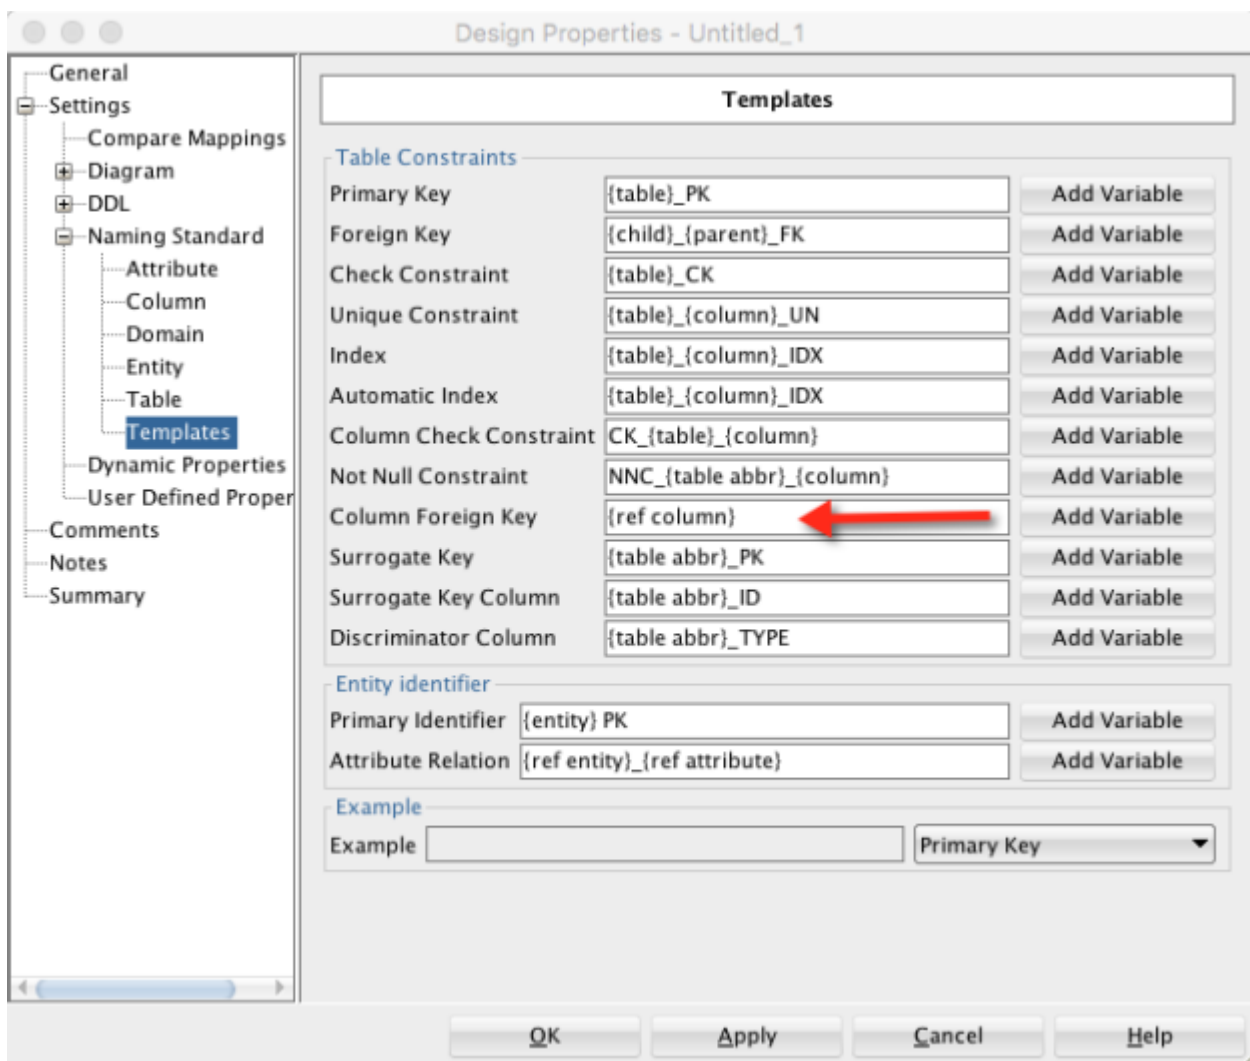 Design Properties - Untitled_1
General
Settings
Compare Mappings
Diagram
DDL
Naming Standard
Attribute
Column
Domain
Entity
Table
Templates
Dynamic Properties
User Defined Proper
Comments
Notes
Summary
Templates
Table Constraints
Primary Key {table}_PK Add Variable
Foreign Key {child}_{parent}_FK Add Variable
Check Constraint {table}_CK Add Variable
Unique Constraint {table}_{column}_UN Add Variable
Index {table}_{column}_IDX Add Variable
Automatic Index {table}_{column}_IDX Add Variable
Column Check Constraint CK_{table}_{column} Add Variable
Not Null Constraint NNC_{table abbr}_{column} Add Variable
Column Foreign Key {ref column} Add Variable
Surrogate Key {table abbr}_PK Add Variable
Surrogate Key Column {table abbr}_ID Add Variable
Discriminator Column {table abbr}_TYPE Add Variable
Entity identifier
Primary Identifier {entity} PK Add Variable
Attribute Relation {ref entity}_{ref attribute} Add Variable
Example
Example Primary Key
OK Apply Cancel Help